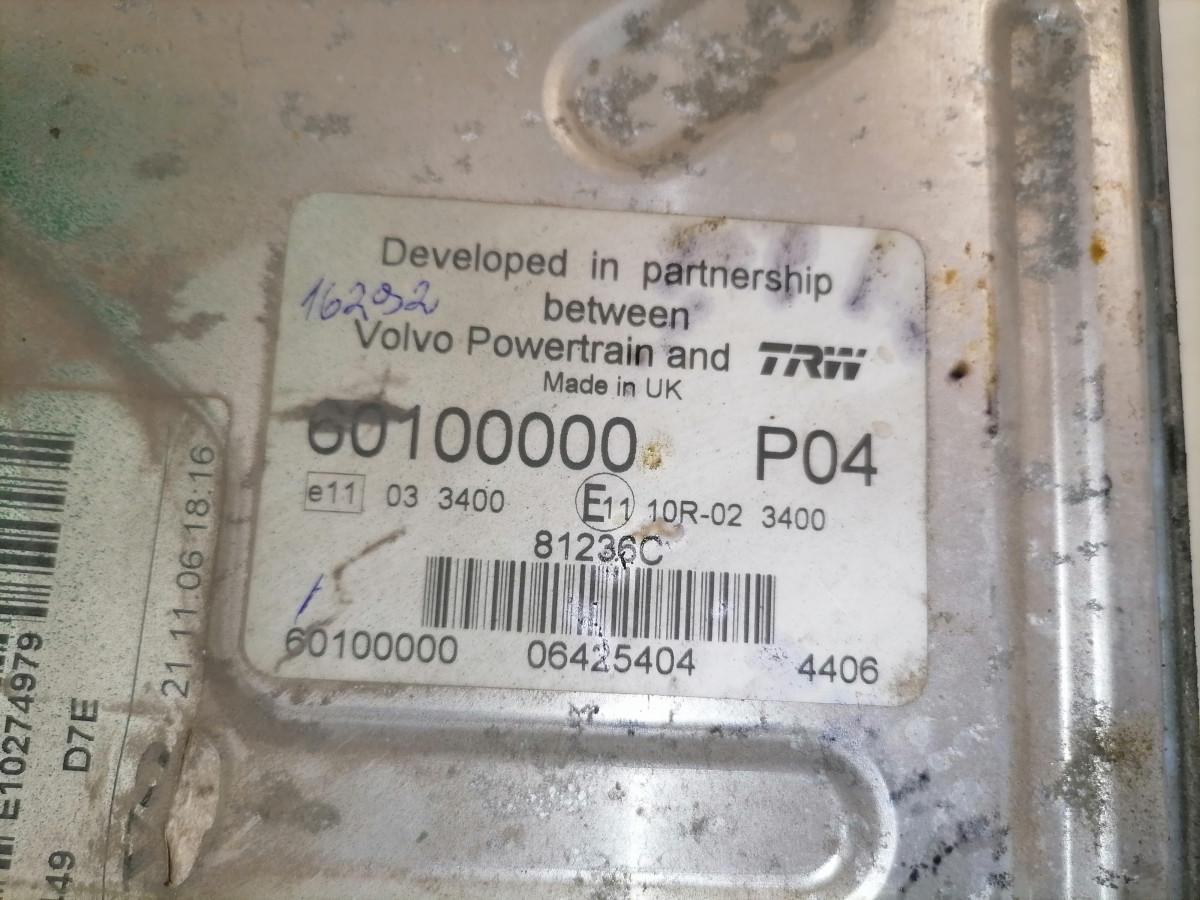 Developed in partnership
16292
between
Volvo Powertrain and TRW
Made in UK
60100000 P04
e11 03 3400 E11 10R-02 3400
81236C
60100000 06425404 4406
21 11.06 18.16
E10274979
D7E